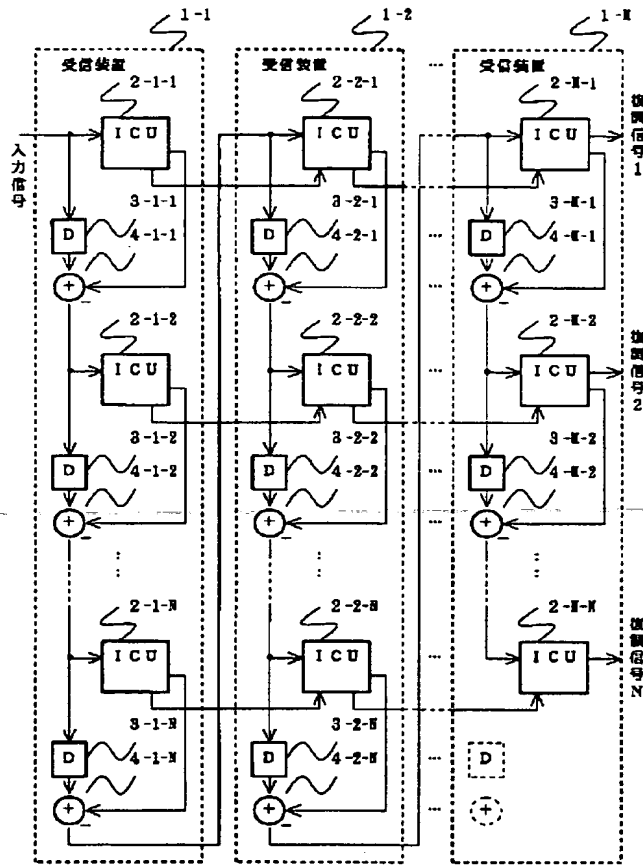 1-1
1-2
1-M
受信装置
受信装置
…
受信装置
2-1-1
2-2-1
2-M-1
ICU
ICU
ICU
入力信号
復調信号1
3-1-1
3-2-1
3-M-1
D
D
…
D
4-1-1
4-2-1
4-M-1
+
−
+
−
…
+
−
2-1-2
2-2-2
2-M-2
ICU
ICU
…
ICU
復調信号2
3-1-2
3-2-2
3-M-2
D
D
…
D
4-1-2
4-2-2
4-M-2
+
−
+
−
…
+
−
2-1-N
2-2-N
2-M-N
ICU
ICU
…
ICU
復調信号N
3-1-N
3-2-N
D
D
…
D
4-1-N
4-2-N
+
−
+
−
…
+